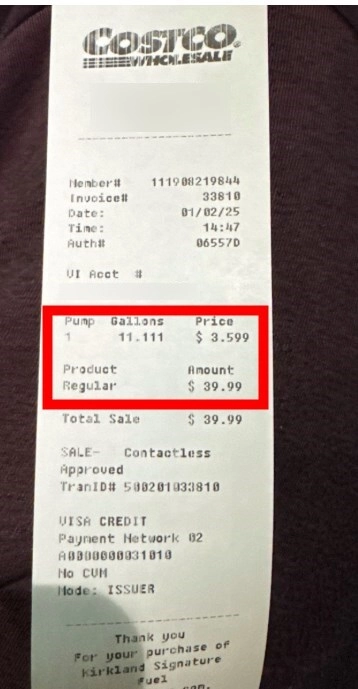 COSTCO
WHOLESALE
Member# 111908219844
Invoice# 33810
Date: 01/02/25
Time: 14:47
Auth# 06557D
VI Acct #
Pump Gallons Price
1 11.111 $ 3.599
Product Amount
Regular $ 39.99
Total Sale $ 39.99
SALE- Contactless
Approved
TranID# 500201033810
VISA CREDIT
Payment Network 02
A0000000031010
No CVM
Mode: ISSUER
Thank you
For your purchase of
Kirkland Signature
Fuel